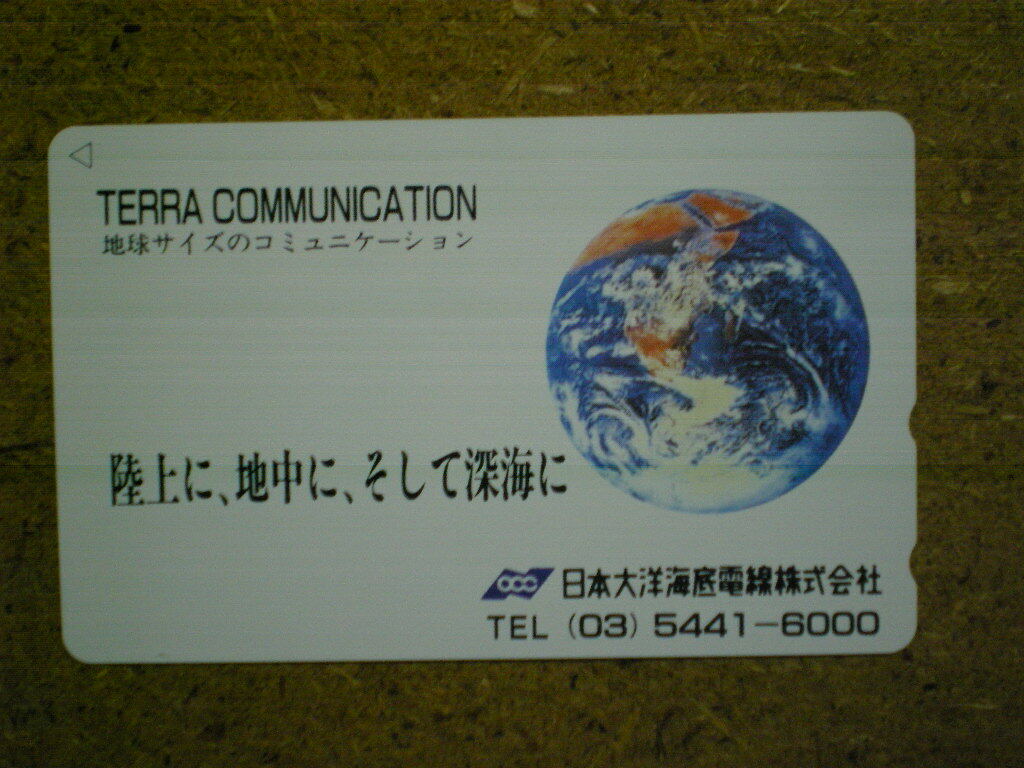 TERRA COMMUNICATION
地球サイズのコミュニケーション
陸上に、地中に、そして深海に
occ 日本大洋海底電線株式会社
TEL (03) 5441-6000